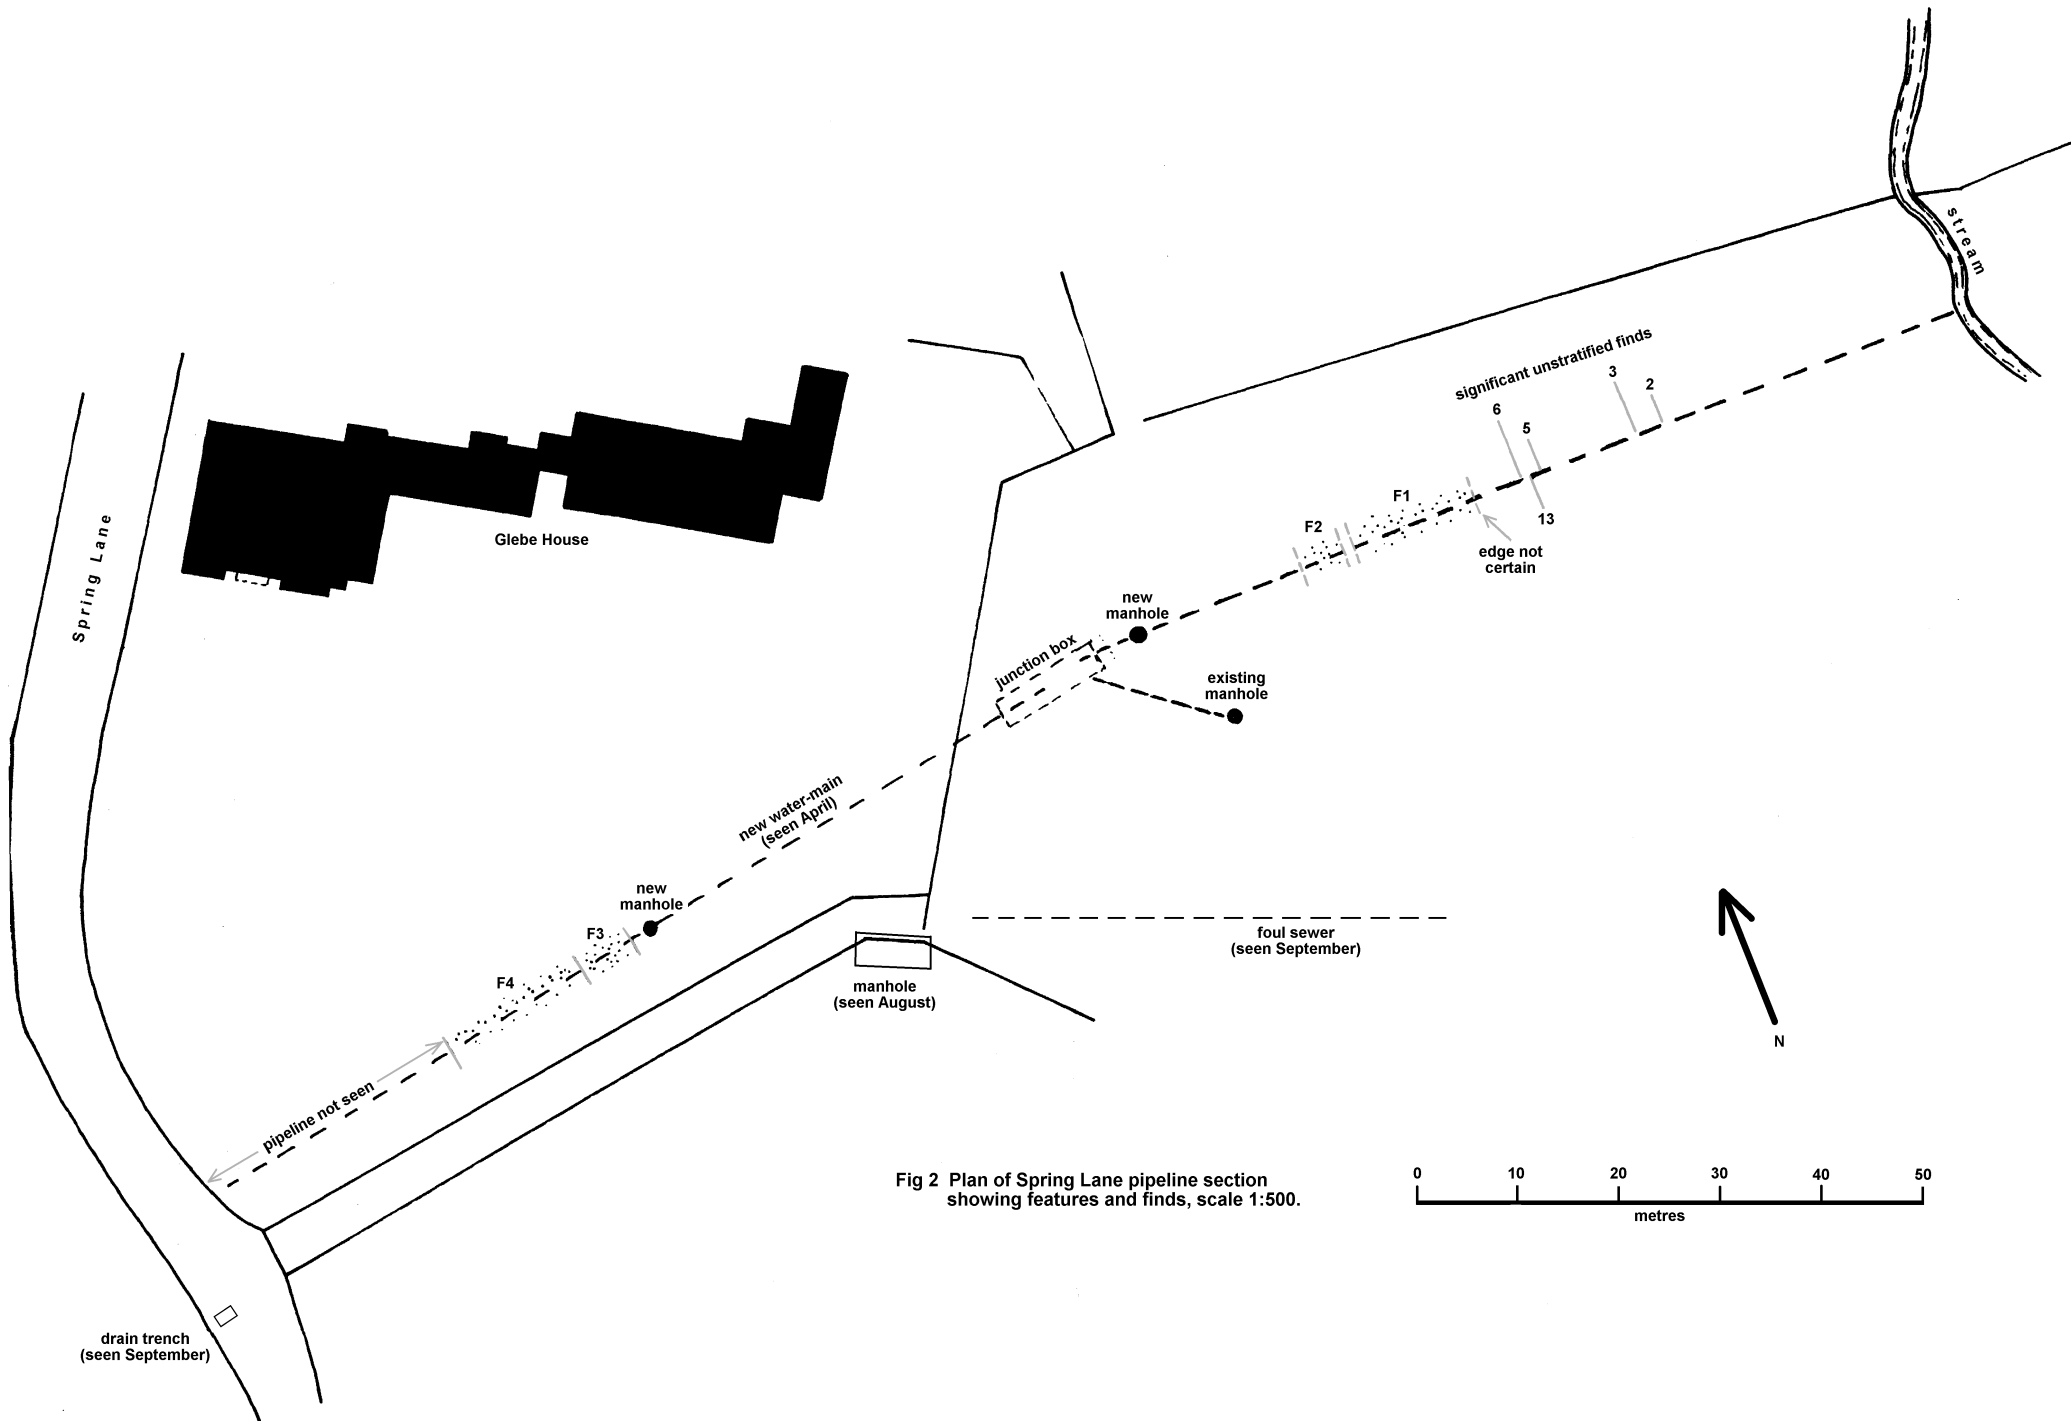 stream
significant unstratified finds
3
2
6
5
13
F1
F2
edge not
certain
Glebe House
Spring Lane
new
manhole
junction box
existing
manhole
new water-main
(seen April)
new
manhole
F3
F4
foul sewer
(seen September)
manhole
(seen August)
N
pipeline not seen
Fig 2 Plan of Spring Lane pipeline section
showing features and finds, scale 1:500.
0 10 20 30 40 50
metres
drain trench
(seen September)